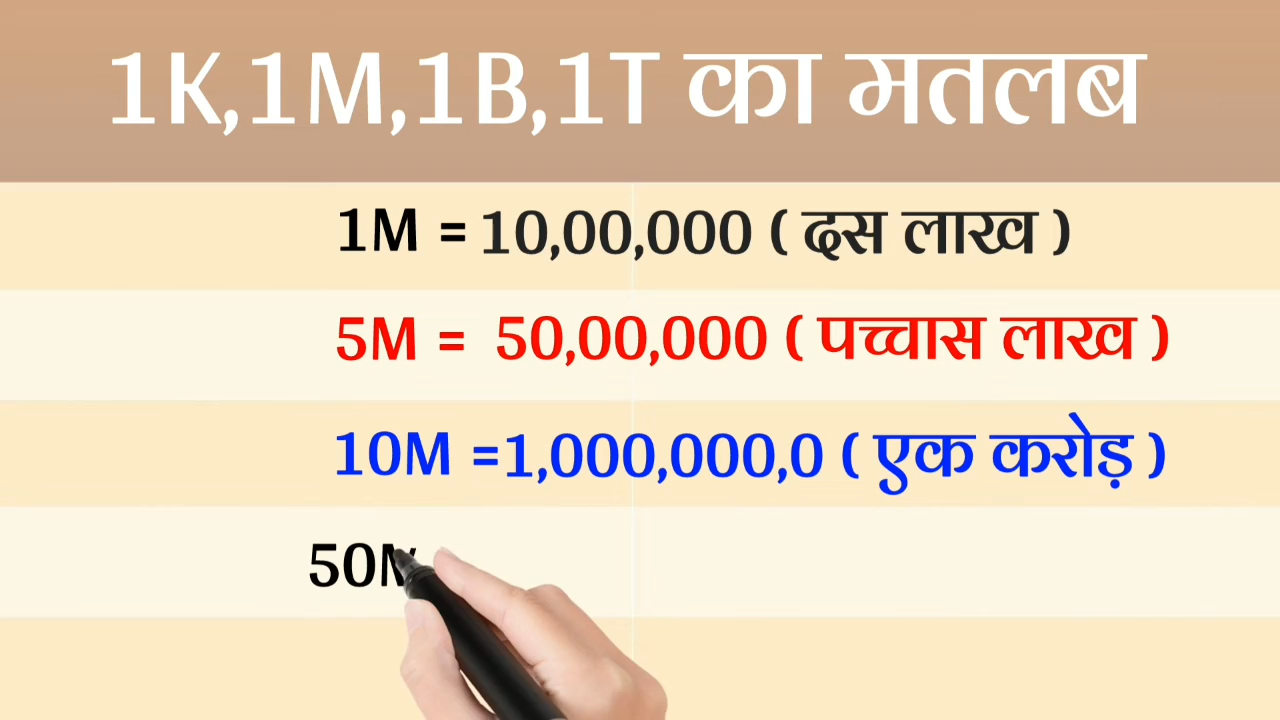 1K,1M,1B,1T का मतलब
1M = 10,00,000 ( दस लाख )
5M = 50,00,000 ( पच्चास लाख )
10M =1,000,000,0 ( एक करोड़ )
50M